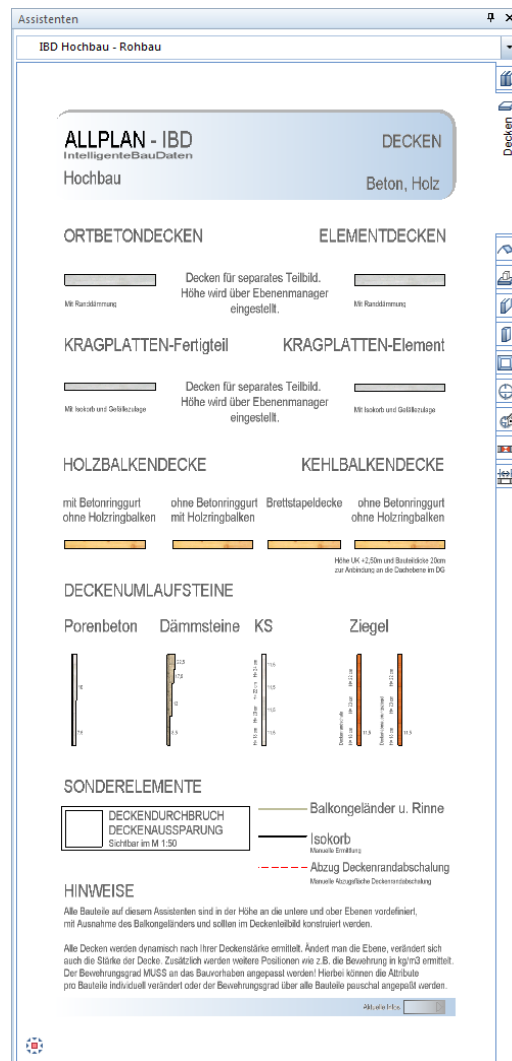 Assistenten
IBD Hochbau - Rohbau
Decken
ALLPLAN - IBD
IntelligenteBauDaten
DECKEN
Hochbau
Beton, Holz
ORTBETONDECKEN
ELEMENTDECKEN
Decken für separates Teilbild.
Höhe wird über Ebenenmanager
eingestellt.
Mit Randdämmung
Mit Randdämmung
KRAGPLATTEN-Fertigteil
KRAGPLATTEN-Element
Decken für separates Teilbild.
Höhe wird über Ebenenmanager
eingestellt.
Mit Isokorb und Gefällezulage
Mit Isokorb und Gefällezulage
HOLZBALKENDECKE
KEHLBALKENDECKE
mit Betonringgurt
ohne Holzringbalken
ohne Betonringgurt
mit Holzringbalken
Brettstapeldecke
ohne Betonringgurt
ohne Holzringbalken
Höhe UK +2,50m und Bauteildicke 20cm
zur Anbindung an die Dachebene im DG
DECKENUMLAUFSTEINE
Porenbeton
Dämmsteine
KS
Ziegel
SONDERELEMENTE
DECKENDURCHBRUCH
DECKENAUSSPARUNG
Sichtbar im M 1:50
Balkongeländer u. Rinne
Isokorb
Manuelle Ermittlung
Abzug Deckenrandabschalung
Manuelle Abzugsfläche Deckenrandabschalung
HINWEISE
Alle Bauteile auf diesem Assistenten sind in der Höhe an die untere und ober Ebenen vordefiniert,
mit Ausnahme des Balkongeländers und sollten im Deckenteilbild konstruiert werden.
Alle Decken werden dynamisch nach Ihrer Deckenstärke ermittelt. Ändert man die Ebene, verändert sich
auch die Stärke der Decke. Zusätzlich werden weitere Positionen wie z.B. die Bewehrung in kg/m3 ermittelt.
Der Bewehrungsgrad MUSS an das Bauvorhaben angepasst werden! Hierbei können die Attribute
pro Bauteile individuell verändert oder der Bewehrungsgrad über alle Bauteile pauschal angepaßt werden.
Aktuelle Infos